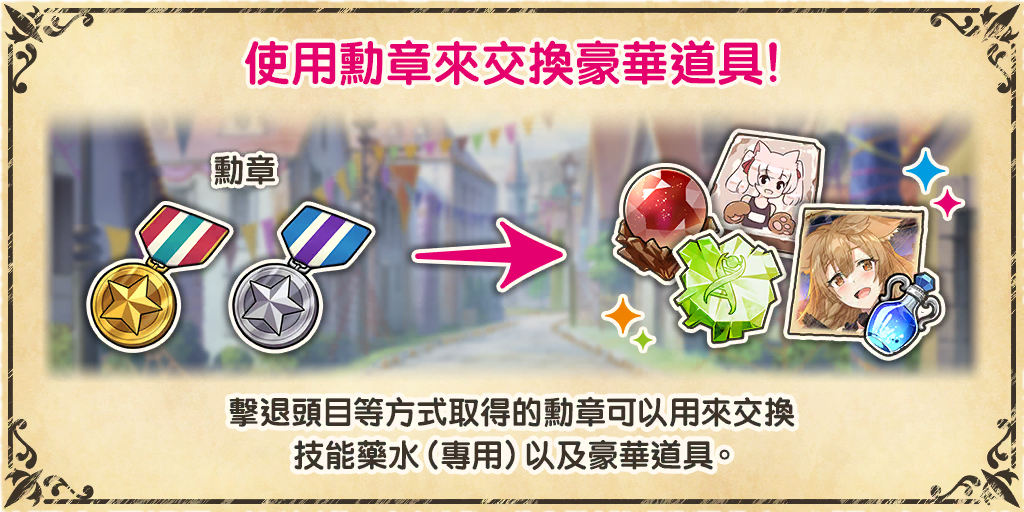 使用勳章來交換豪華道具!
勳章
擊退頭目等方式取得的勳章可以用來交換
技能藥水(專用)以及豪華道具。